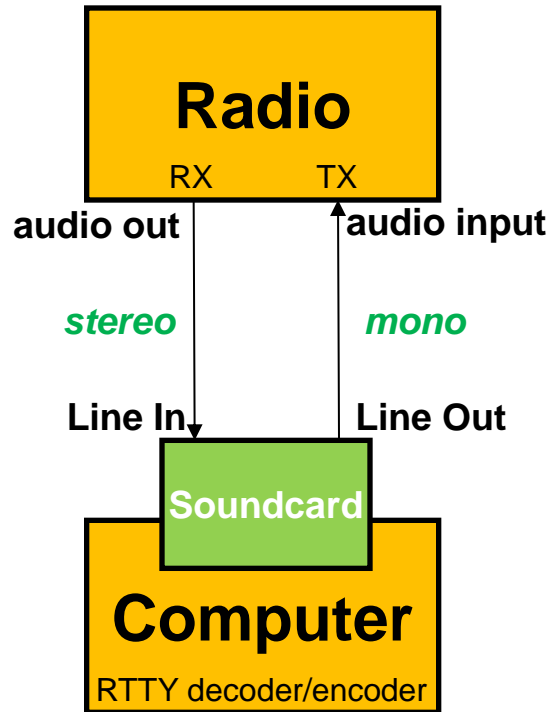 Radio
RX TX
audio out audio input
stereo mono
Line In Line Out
Soundcard
Computer
RTTY decoder/encoder